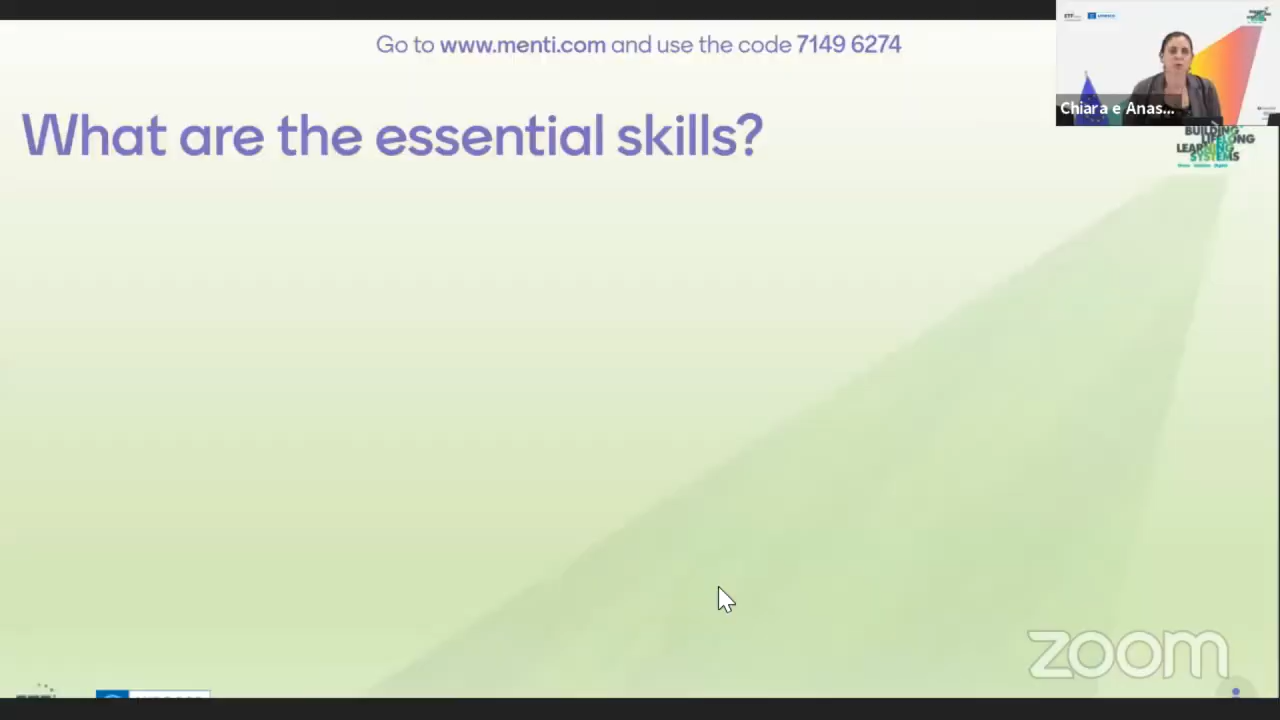 Go to www.menti.com and use the code 7149 6274
What are the essential skills?
Chiara e Anas...
BUILDING
LIFELONG
LEARNING
SYSTEMS
zoom